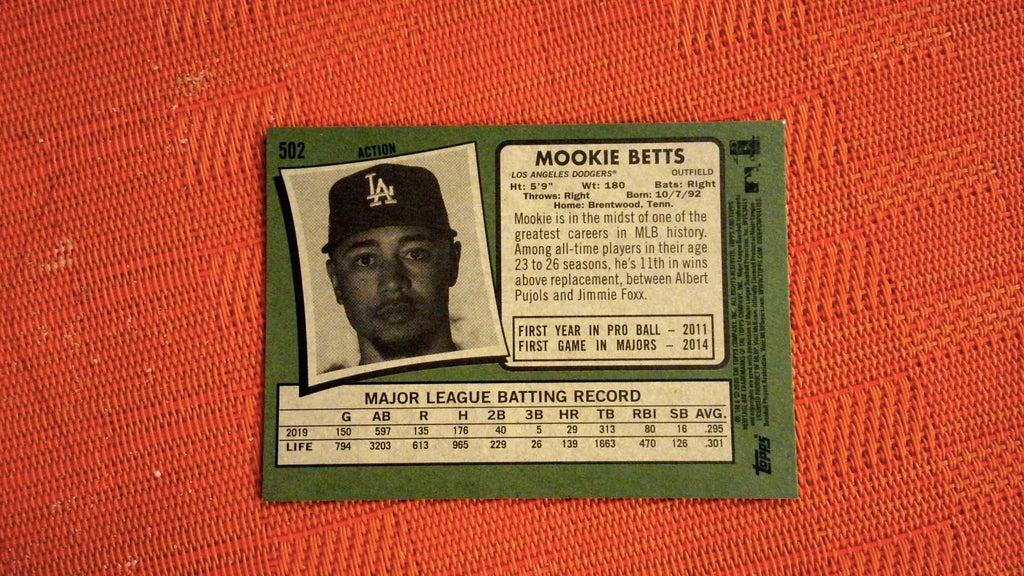 502
ACTION
LA
MOOKIE BETTS
LOS ANGELES DODGERS® OUTFIELD
Ht: 5'9" Wt: 180 Bats: Right
Throws: Right Born: 10/7/92
Home: Brentwood, Tenn.
Mookie is in the midst of one of the
greatest careers in MLB history.
Among all-time players in their age
23 to 26 seasons, he's 11th in wins
above replacement, between Albert
Pujols and Jimmie Foxx.
FIRST YEAR IN PRO BALL – 2011
FIRST GAME IN MAJORS – 2014
MAJOR LEAGUE BATTING RECORD
G AB R H 2B 3B HR TB RBI SB AVG.
2019 150 597 135 176 40 5 29 313 80 16 .295
LIFE 794 3203 613 965 229 26 139 1663 470 126 .301
Topps